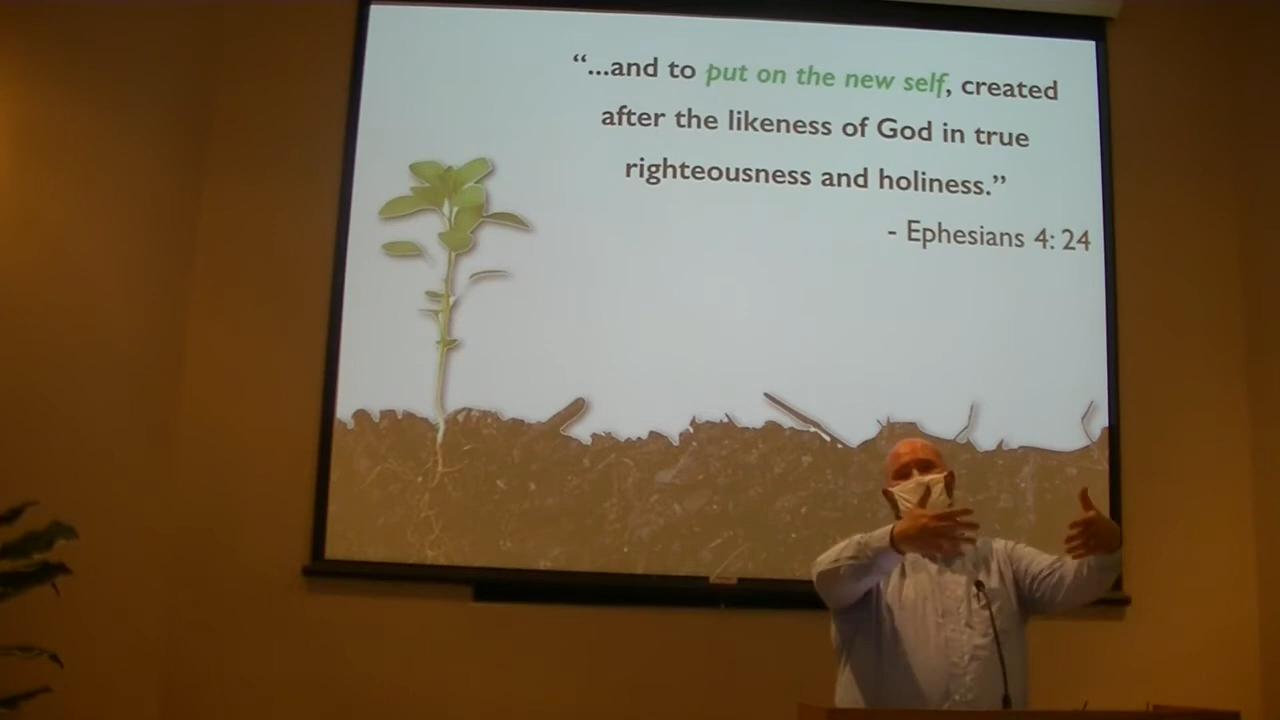 “...and to put on the new self, created
after the likeness of God in true
righteousness and holiness.”
- Ephesians 4: 24